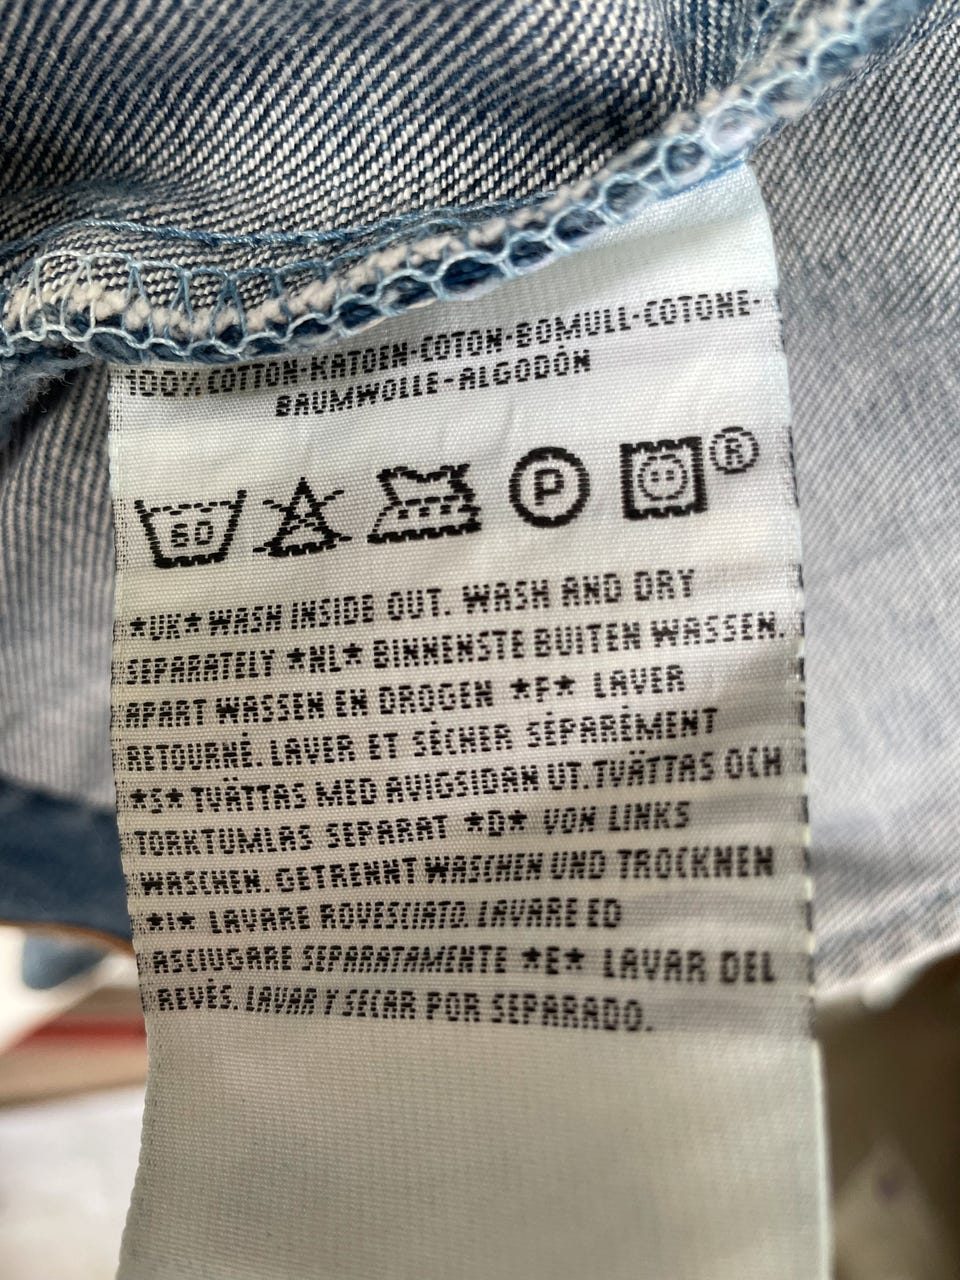 100% COTTON-KATOEN-COTON-BOMULL-COTONE-
BAUMWOLLE-ALGODÓN
60 P ®
*UK* WASH INSIDE OUT. WASH AND DRY
SEPARATELY *NL* BINNENSTE BUITEN WASSEN.
APART WASSEN EN DROGEN *F* LAVER
RETOURNÉ. LAVER ET SÉCHER SÉPARÉMENT
*S* TVÄTTAS MED AVIGSIDAN UT. TVÄTTAS OCH
TORKTUMLAS SEPARAT *D* VON LINKS
WASCHEN. GETRENNT WASCHEN UND TROCKNEN
*I* LAVARE ROVESCIATO. LAVARE ED
ASCIUGARE SEPARATAMENTE *E* LAVAR DEL
REVÉS. LAVAR Y SECAR POR SEPARADO.